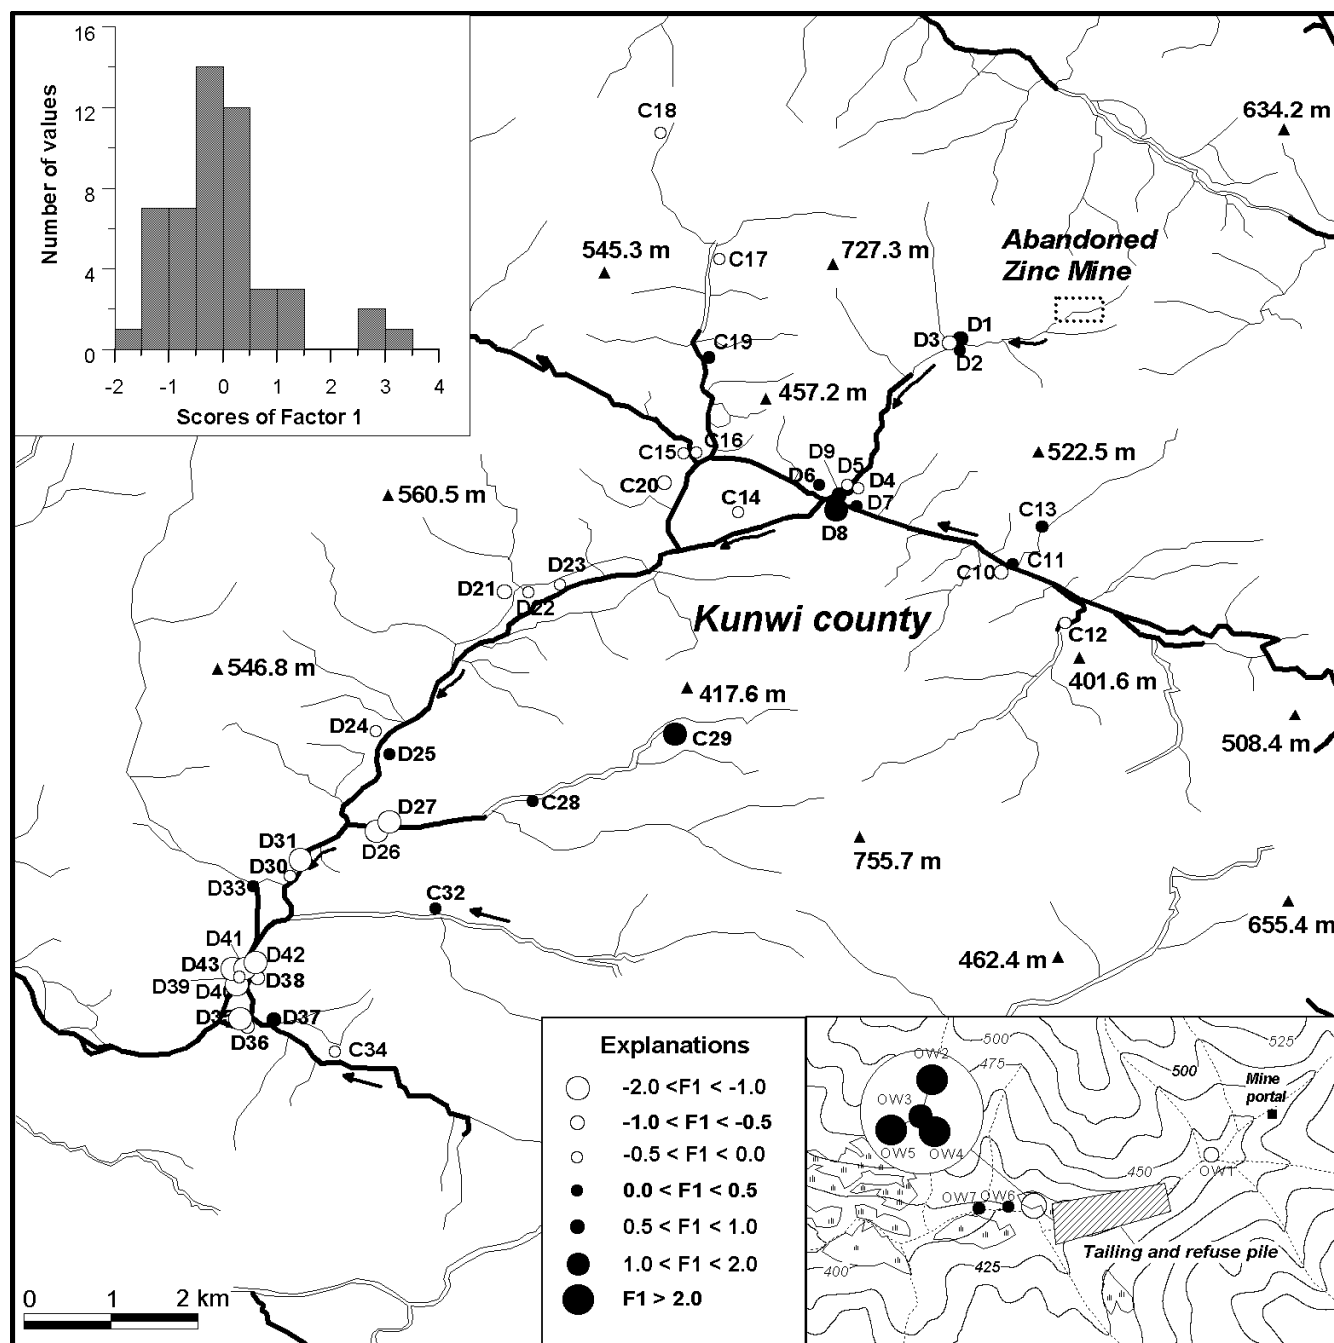 16
12
8
4
0
Number of values
-2 -1 0 1 2 3 4
Scores of Factor 1
C18
634.2 m
545.3 m
C17
727.3 m
Abandoned
Zinc Mine
D1
D3
D2
C19
457.2 m
C16
C15
D9
D5
D6
D4
522.5 m
C20
560.5 m
C14
D7
C13
D8
D23
C11
C10
D21
D22
Kunwi county
C12
546.8 m
401.6 m
417.6 m
D24
C29
508.4 m
D25
D27
C28
D31
D26
755.7 m
D30
D33
C32
655.4 m
D41
D42
D43
462.4 m
D38
D39
D40
D35
D37
D36
C34
Explanations
-2.0 <F1 < -1.0
-1.0 < F1 < -0.5
-0.5 < F1 < 0.0
0.0 < F1 < 0.5
0.5 < F1 < 1.0
1.0 < F1 < 2.0
F1 > 2.0
500
525
OW2
475
500
Mine
portal
OW3
OW5
OW4
450
OW1
OW7
OW6
Tailing and refuse pile
400
425
0 1 2 km